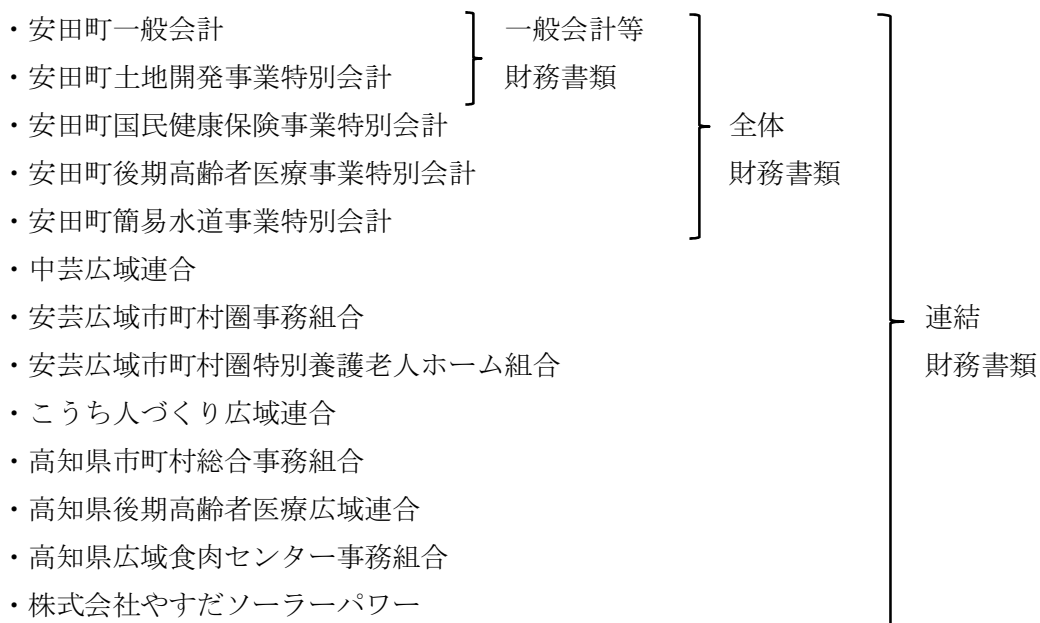 ・安田町一般会計 一般会計等
・安田町土地開発事業特別会計 財務書類
・安田町国民健康保険事業特別会計 全体
・安田町後期高齢者医療事業特別会計 財務書類
・安田町簡易水道事業特別会計
・中芸広域連合
・安芸広域市町村圏事務組合 連結
・安芸広域市町村圏特別養護老人ホーム組合 財務書類
・こうち人づくり広域連合
・高知県市町村総合事務組合
・高知県後期高齢者医療広域連合
・高知県広域食肉センター事務組合
・株式会社やすだソーラーパワー